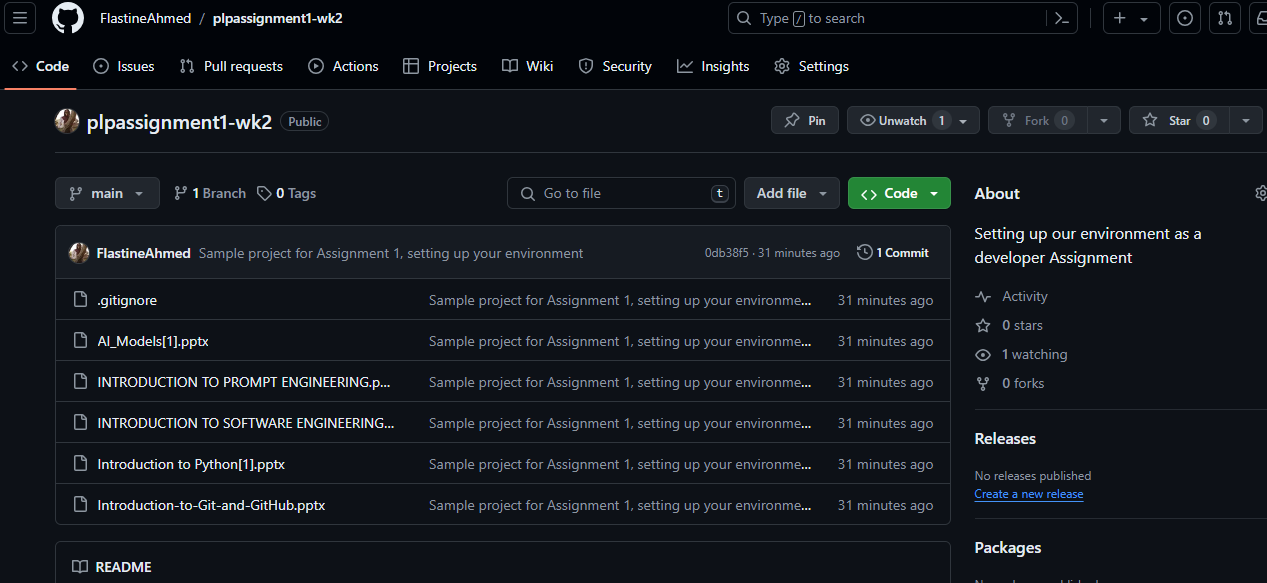 FlastineAhmed / plpassignment1-wk2
Type / to search
Code Issues Pull requests Actions Projects Wiki Security Insights Settings
plpassignment1-wk2 Public
Pin Unwatch 1 Fork 0 Star 0
main 1 Branch 0 Tags Go to file t Add file Code
FlastineAhmed Sample project for Assignment 1, setting up your environment 0db38f5 · 31 minutes ago 1 Commit
.gitignore Sample project for Assignment 1, setting up your environme... 31 minutes ago
AI_Models[1].pptx Sample project for Assignment 1, setting up your environme... 31 minutes ago
INTRODUCTION TO PROMPT ENGINEERING.p... Sample project for Assignment 1, setting up your environme... 31 minutes ago
INTRODUCTION TO SOFTWARE ENGINEERING... Sample project for Assignment 1, setting up your environme... 31 minutes ago
Introduction to Python[1].pptx Sample project for Assignment 1, setting up your environme... 31 minutes ago
Introduction-to-Git-and-GitHub.pptx Sample project for Assignment 1, setting up your environme... 31 minutes ago
README
About
Setting up our environment as a
developer Assignment
Activity
0 stars
1 watching
0 forks
Releases
No releases published
Create a new release
Packages